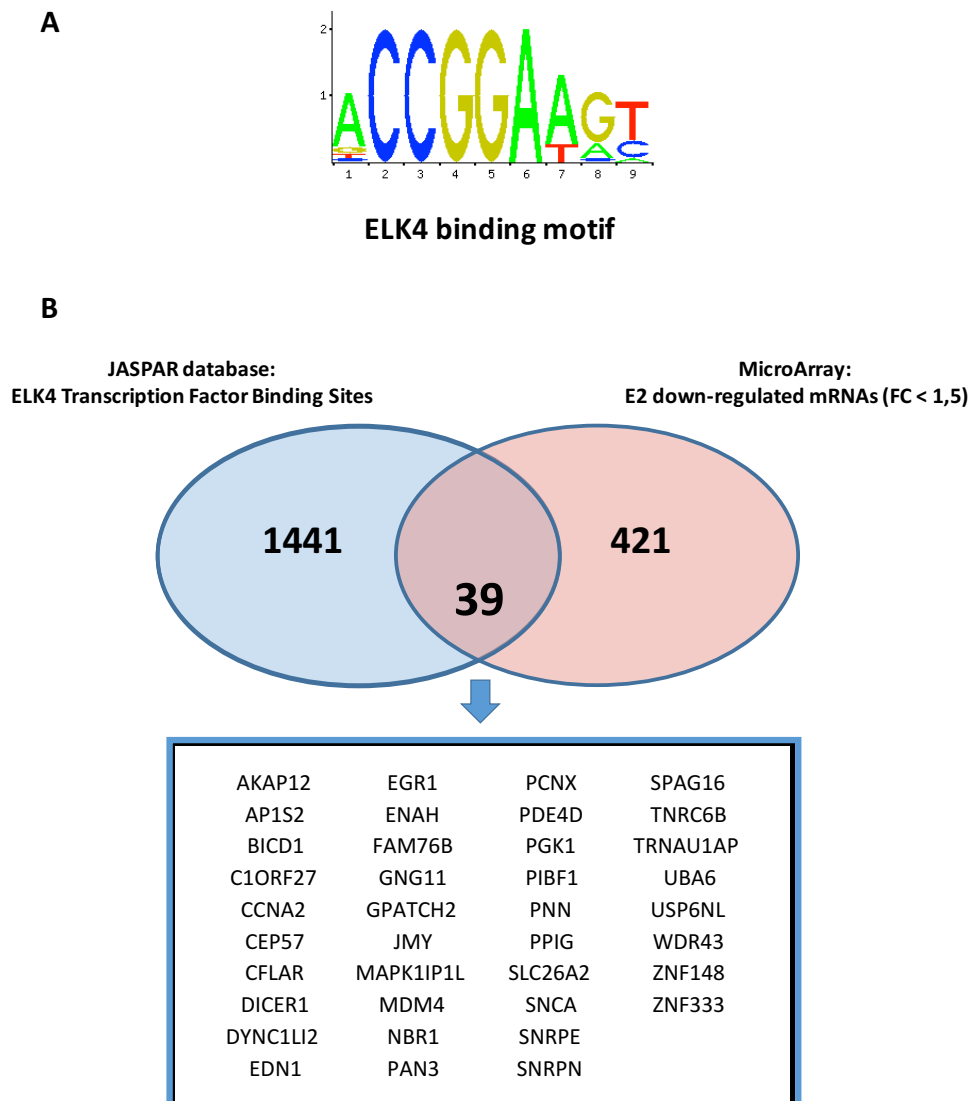 A
2
1
ACCGGAAGT
TAC
1 2 3 4 5 6 7 8 9
ELK4 binding motif
B
JASPAR database:
ELK4 Transcription Factor Binding Sites
MicroArray:
E2 down-regulated mRNAs (FC < 1,5)
1441
421
39
AKAP12 EGR1 PCNX SPAG16
AP1S2 ENAH PDE4D TNRC6B
BICD1 FAM76B PGK1 TRNAU1AP
C1ORF27 GNG11 PIBF1 UBA6
CCNA2 GPATCH2 PNN USP6NL
CEP57 JMY PPIG WDR43
CFLAR MAPK1IP1L SLC26A2 ZNF148
DICER1 MDM4 SNCA ZNF333
DYNC1LI2 NBR1 SNRPE
EDN1 PAN3 SNRPN